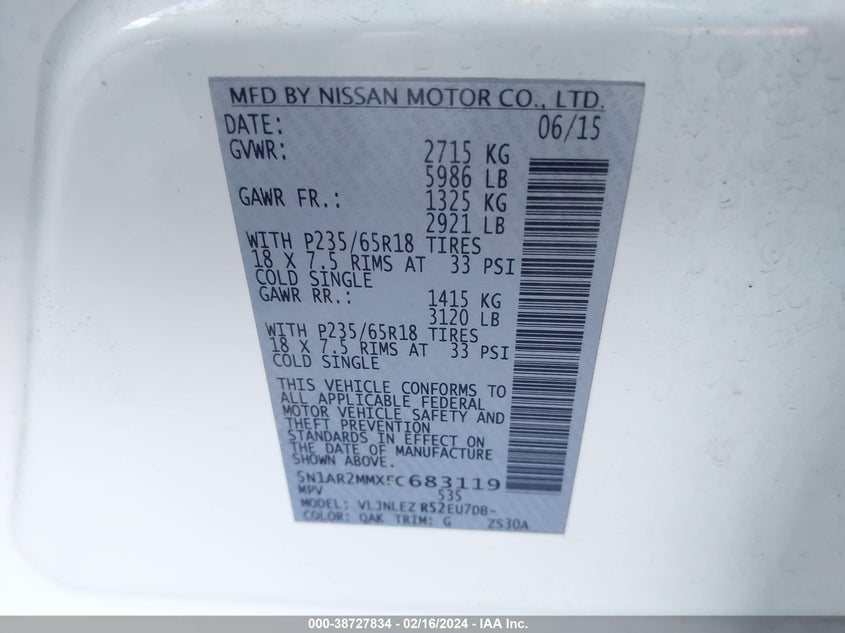 MFD BY NISSAN MOTOR CO., LTD.
DATE: 06/15
GVWR: 2715 KG
5986 LB
GAWR FR.: 1325 KG
2921 LB
WITH P235/65R18 TIRES
18 X 7.5 RIMS AT 33 PSI
COLD SINGLE
GAWR RR.: 1415 KG
3120 LB
WITH P235/65R18 TIRES
18 X 7.5 RIMS AT 33 PSI
COLD SINGLE
THIS VEHICLE CONFORMS TO
ALL APPLICABLE FEDERAL
MOTOR VEHICLE SAFETY AND
THEFT PREVENTION
STANDARDS IN EFFECT ON
THE DATE OF MANUFACTURE
SHOWN ABOVE.
5N1AR2MMXFC683119
MPV 535
MODEL: VLJNLEZ R52EU7DB-
COLOR: QAK TRIM: G 2S30A
000-38727834 - 02/16/2024 - IAA Inc.